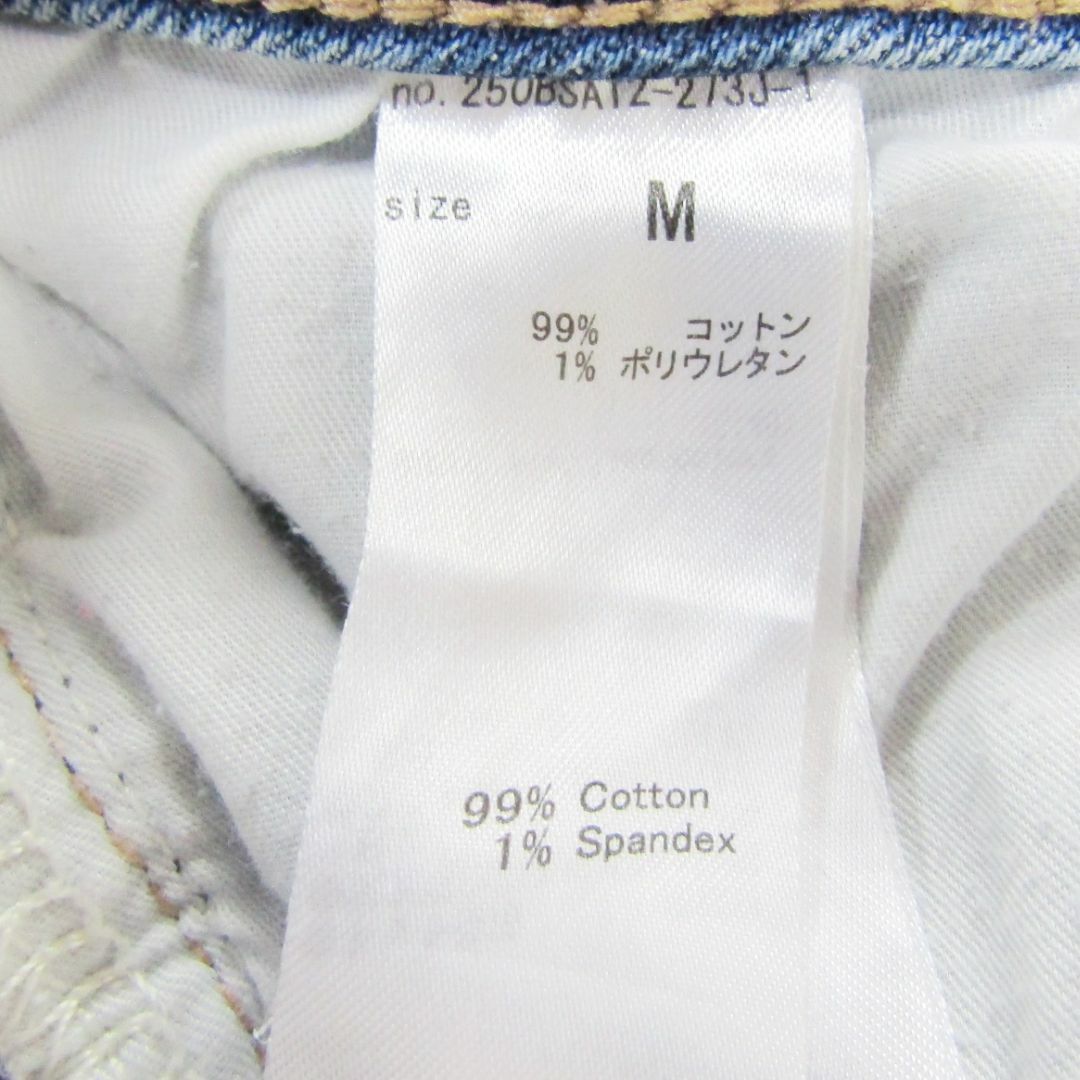 no. 250BSA12-273J-1
size M
99% コットン
1% ポリウレタン
99% Cotton
1% Spandex